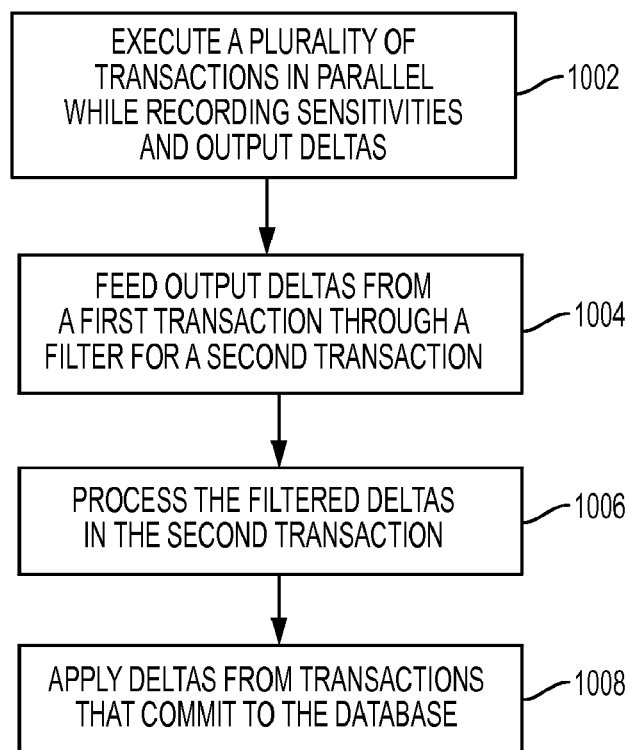 EXECUTE A PLURALITY OF
TRANSACTIONS IN PARALLEL
WHILE RECORDING SENSITIVITIES
AND OUTPUT DELTAS
1002
FEED OUTPUT DELTAS FROM
A FIRST TRANSACTION THROUGH A
FILTER FOR A SECOND TRANSACTION
1004
PROCESS THE FILTERED DELTAS
IN THE SECOND TRANSACTION
1006
APPLY DELTAS FROM TRANSACTIONS
THAT COMMIT TO THE DATABASE
1008